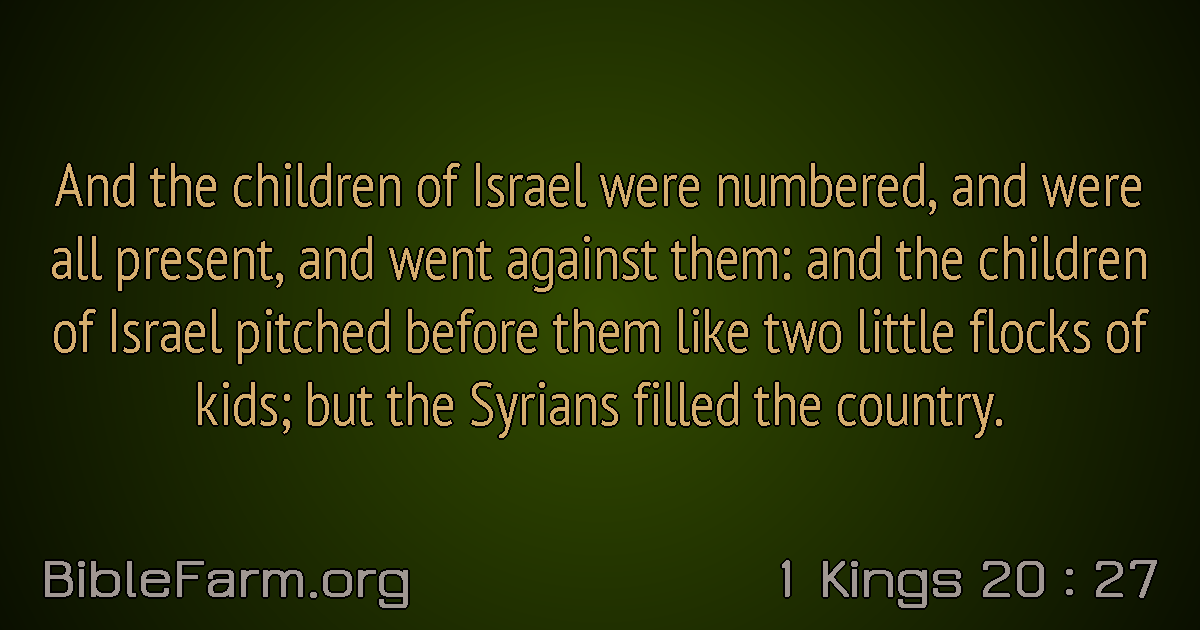 And the children of Israel were numbered, and were
all present, and went against them: and the children
of Israel pitched before them like two little flocks of
kids; but the Syrians filled the country.
BibleFarm.org
1 Kings 20 : 27